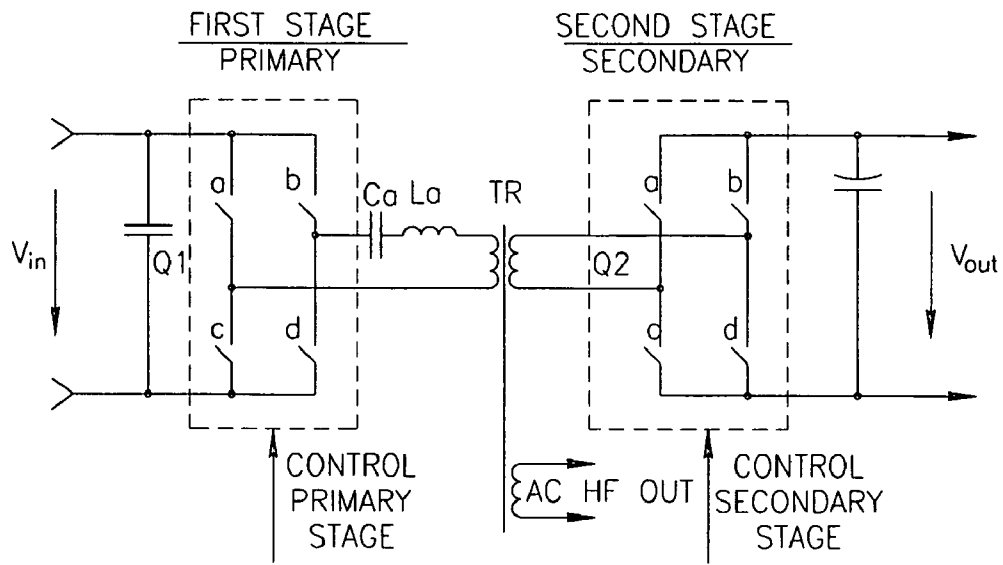 FIRST STAGE
PRIMARY
SECOND STAGE
SECONDARY
a
b
Ca La
TR
a
b
Vin
Q1
Q2
Vout
c
d
c
d
CONTROL
PRIMARY
STAGE
AC HF OUT
CONTROL
SECONDARY
STAGE